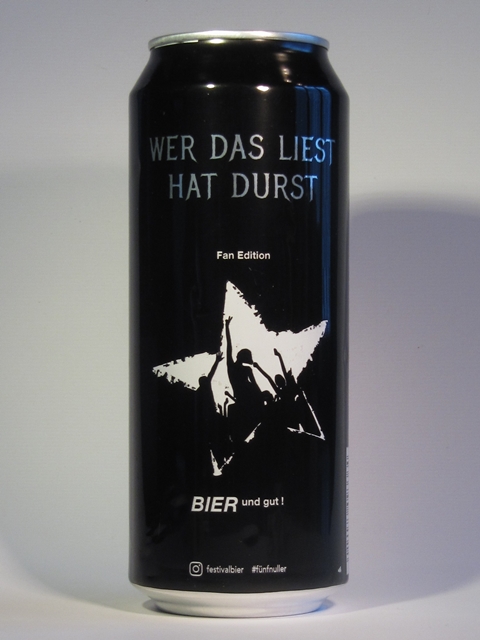 WER DAS LIEST
HAT DURST
Fan Edition
BIER und gut !
festivalbier #fünfnuller